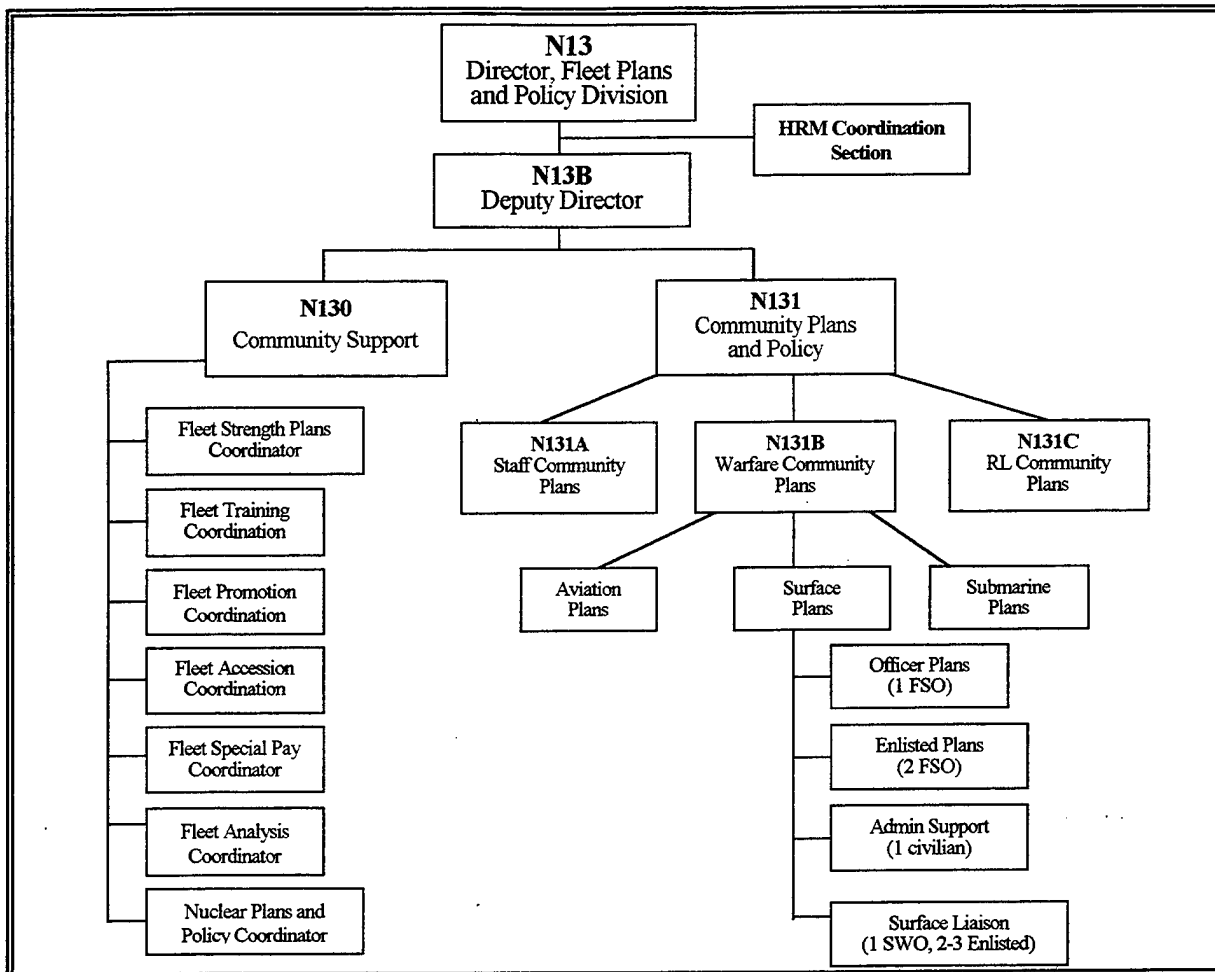 N13
Director, Fleet Plans
and Policy Division
HRM Coordination
Section
N13B
Deputy Director
N130
Community Support
N131
Community Plans
and Policy
Fleet Strength Plans
Coordinator
Fleet Training
Coordination
Fleet Promotion
Coordination
Fleet Accession
Coordination
Fleet Special Pay
Coordinator
Fleet Analysis
Coordinator
Nuclear Plans and
Policy Coordinator
N131A
Staff Community
Plans
N131B
Warfare Community
Plans
N131C
RL Community
Plans
Aviation
Plans
Surface
Plans
Submarine
Plans
Officer Plans
(1 FSO)
Enlisted Plans
(2 FSO)
Admin Support
(1 civilian)
Surface Liaison
(1 SWO, 2-3 Enlisted)